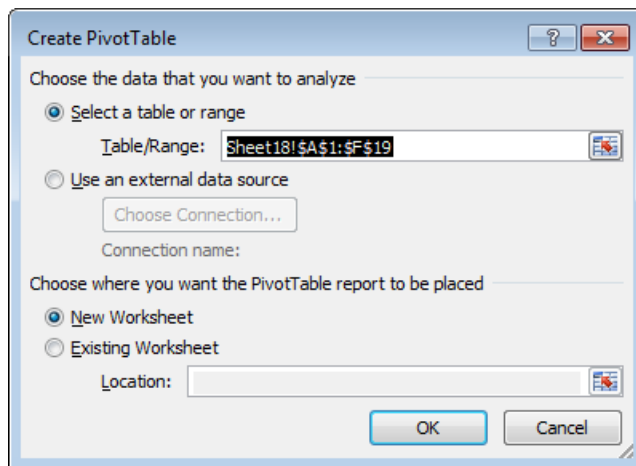 Create PivotTable
Choose the data that you want to analyze
Select a table or range
Table/Range: Sheet18!$A$1:$F$19
Use an external data source
Choose Connection...
Connection name:
Choose where you want the PivotTable report to be placed
New Worksheet
Existing Worksheet
Location:
OK Cancel